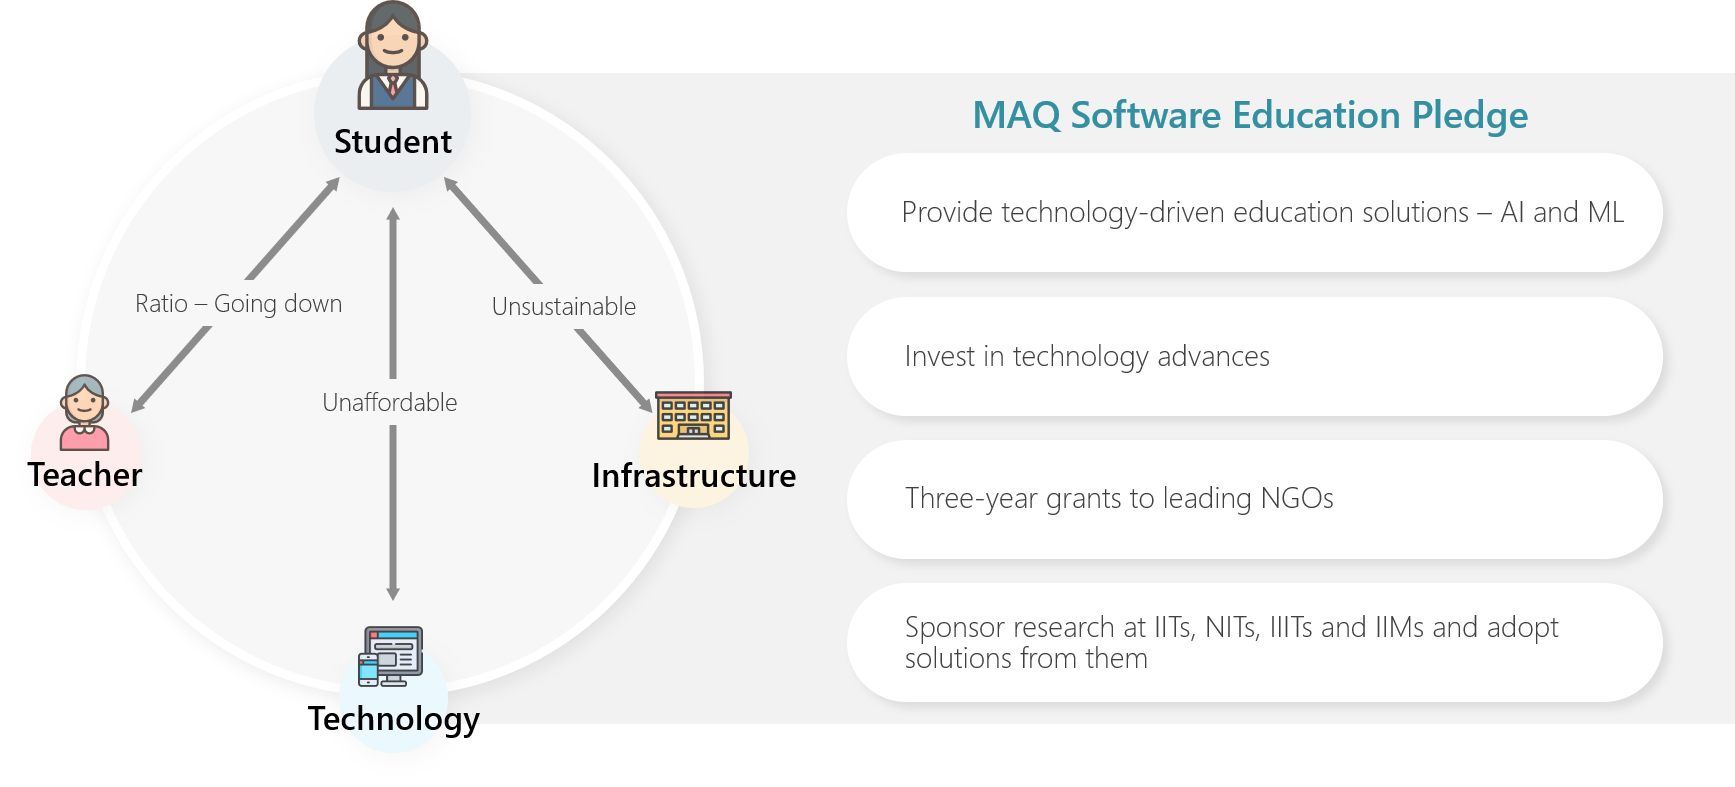 Student
Ratio – Going down
Unsustainable
Unaffordable
Teacher
Infrastructure
Technology
MAQ Software Education Pledge
Provide technology-driven education solutions – AI and ML
Invest in technology advances
Three-year grants to leading NGOs
Sponsor research at IITs, NITs, IIITs and IIMs and adopt
solutions from them